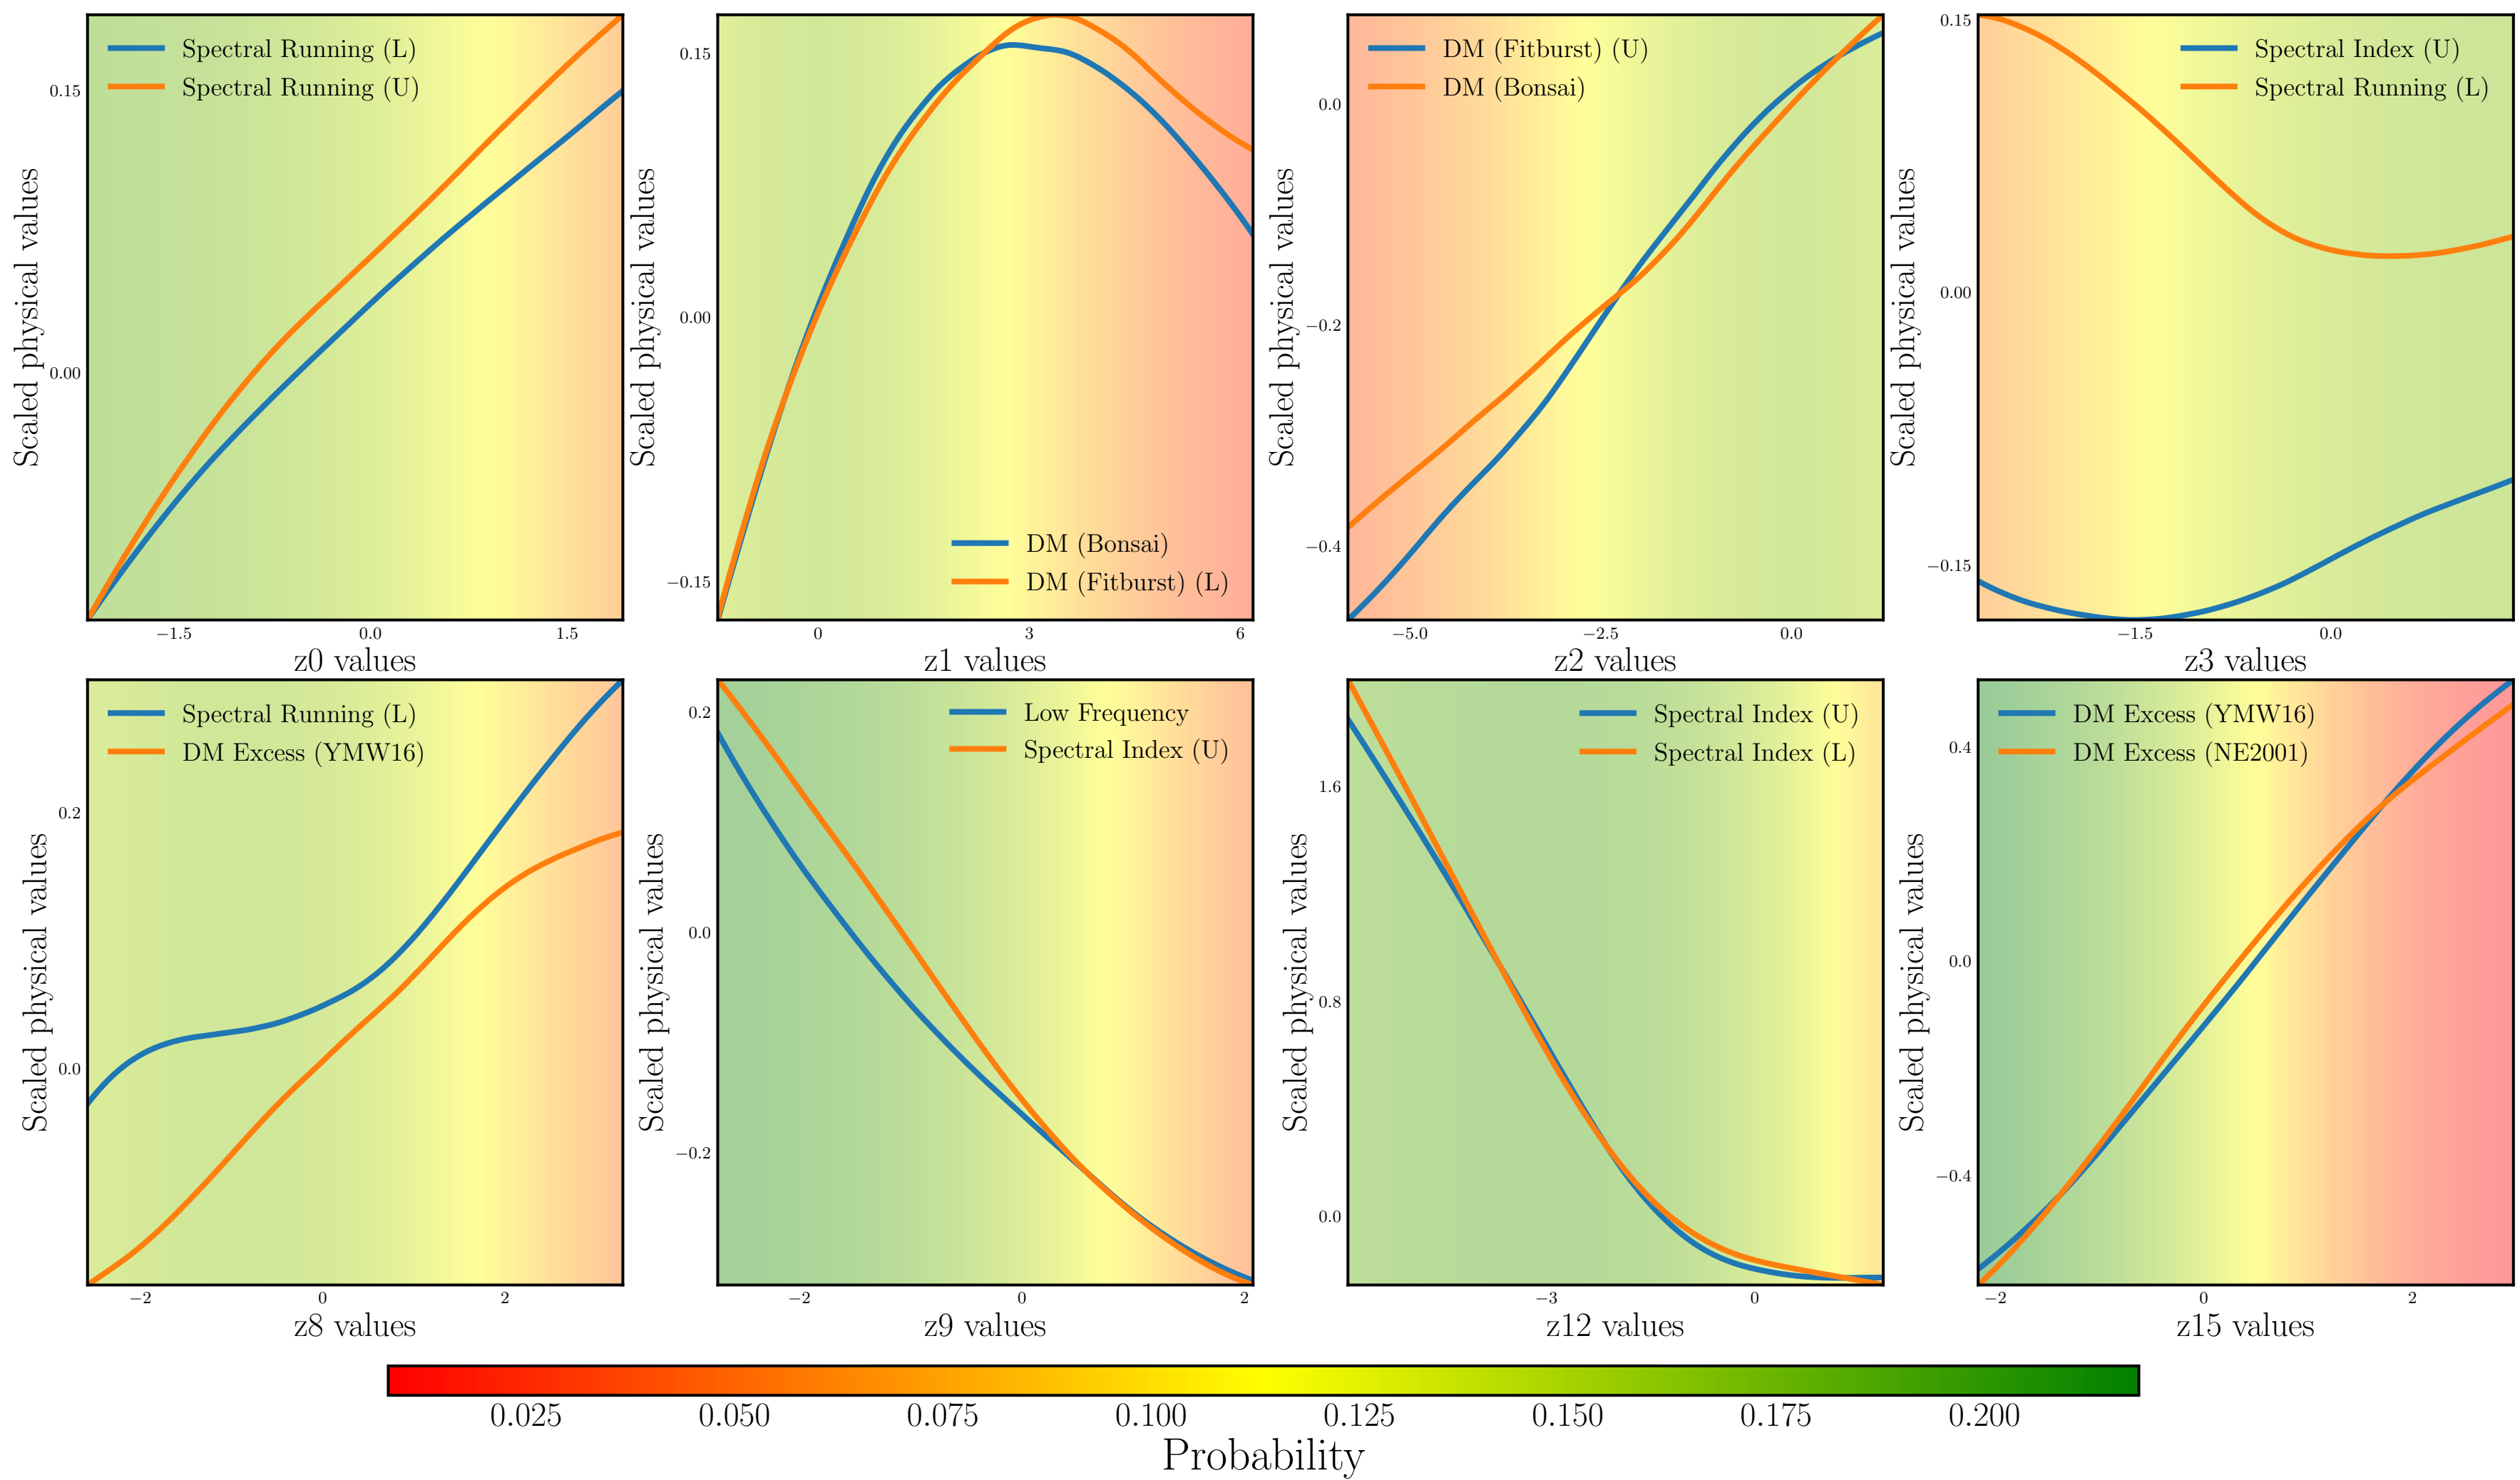 Scaled physical values
0.15
0.00
Spectral Running (L)
Spectral Running (U)
−1.5 0.0 1.5
z0 values
Scaled physical values
0.15
0.00
−0.15
DM (Bonsai)
DM (Fitburst) (L)
0 3 6
z1 values
Scaled physical values
0.0
−0.2
−0.4
DM (Fitburst) (U)
DM (Bonsai)
−5.0 −2.5 0.0
z2 values
Scaled physical values
0.15
0.00
−0.15
Spectral Index (U)
Spectral Running (L)
−1.5 0.0
z3 values
Scaled physical values
0.2
0.0
Spectral Running (L)
DM Excess (YMW16)
−2 0 2
z8 values
Scaled physical values
0.2
0.0
−0.2
Low Frequency
Spectral Index (U)
−2 0 2
z9 values
Scaled physical values
1.6
0.8
0.0
Spectral Index (U)
Spectral Index (L)
−3 0
z12 values
Scaled physical values
0.4
0.0
−0.4
DM Excess (YMW16)
DM Excess (NE2001)
−2 0 2
z15 values
0.025 0.050 0.075 0.100 0.125 0.150 0.175 0.200
Probability